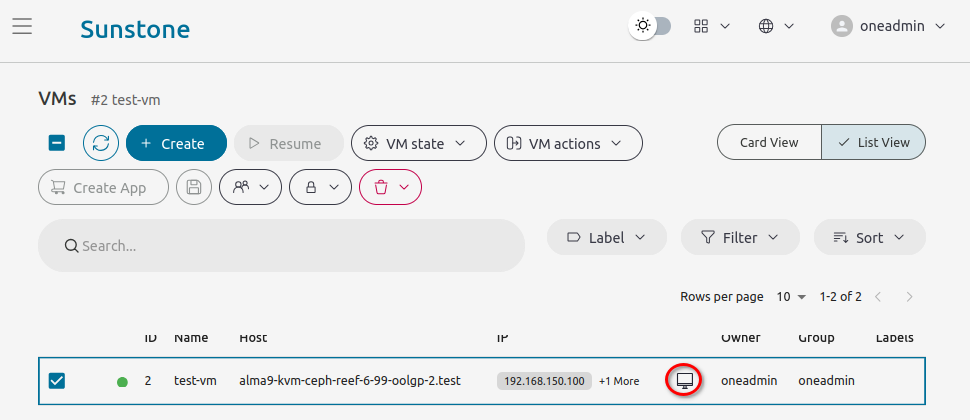 Sunstone
oneadmin
VMs #2 test-vm
Create Resume VM state VM actions Card View List View
Create App
Search... Label Filter Sort
Rows per page 10 1-2 of 2
ID Name Host IP Owner Group Labels
2 test-vm alma9-kvm-ceph-reef-6-99-oolgp-2.test 192.168.150.100 +1 More oneadmin oneadmin